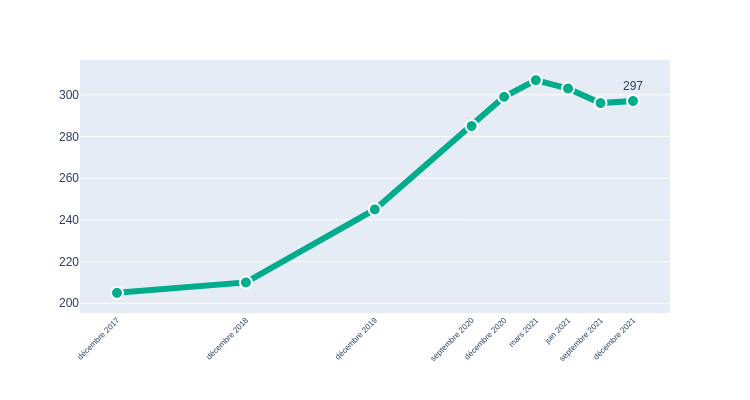 297
300
280
260
240
220
200
décembre 2017
décembre 2018
décembre 2019
septembre 2020
décembre 2020
mars 2021
juin 2021
septembre 2021
décembre 2021